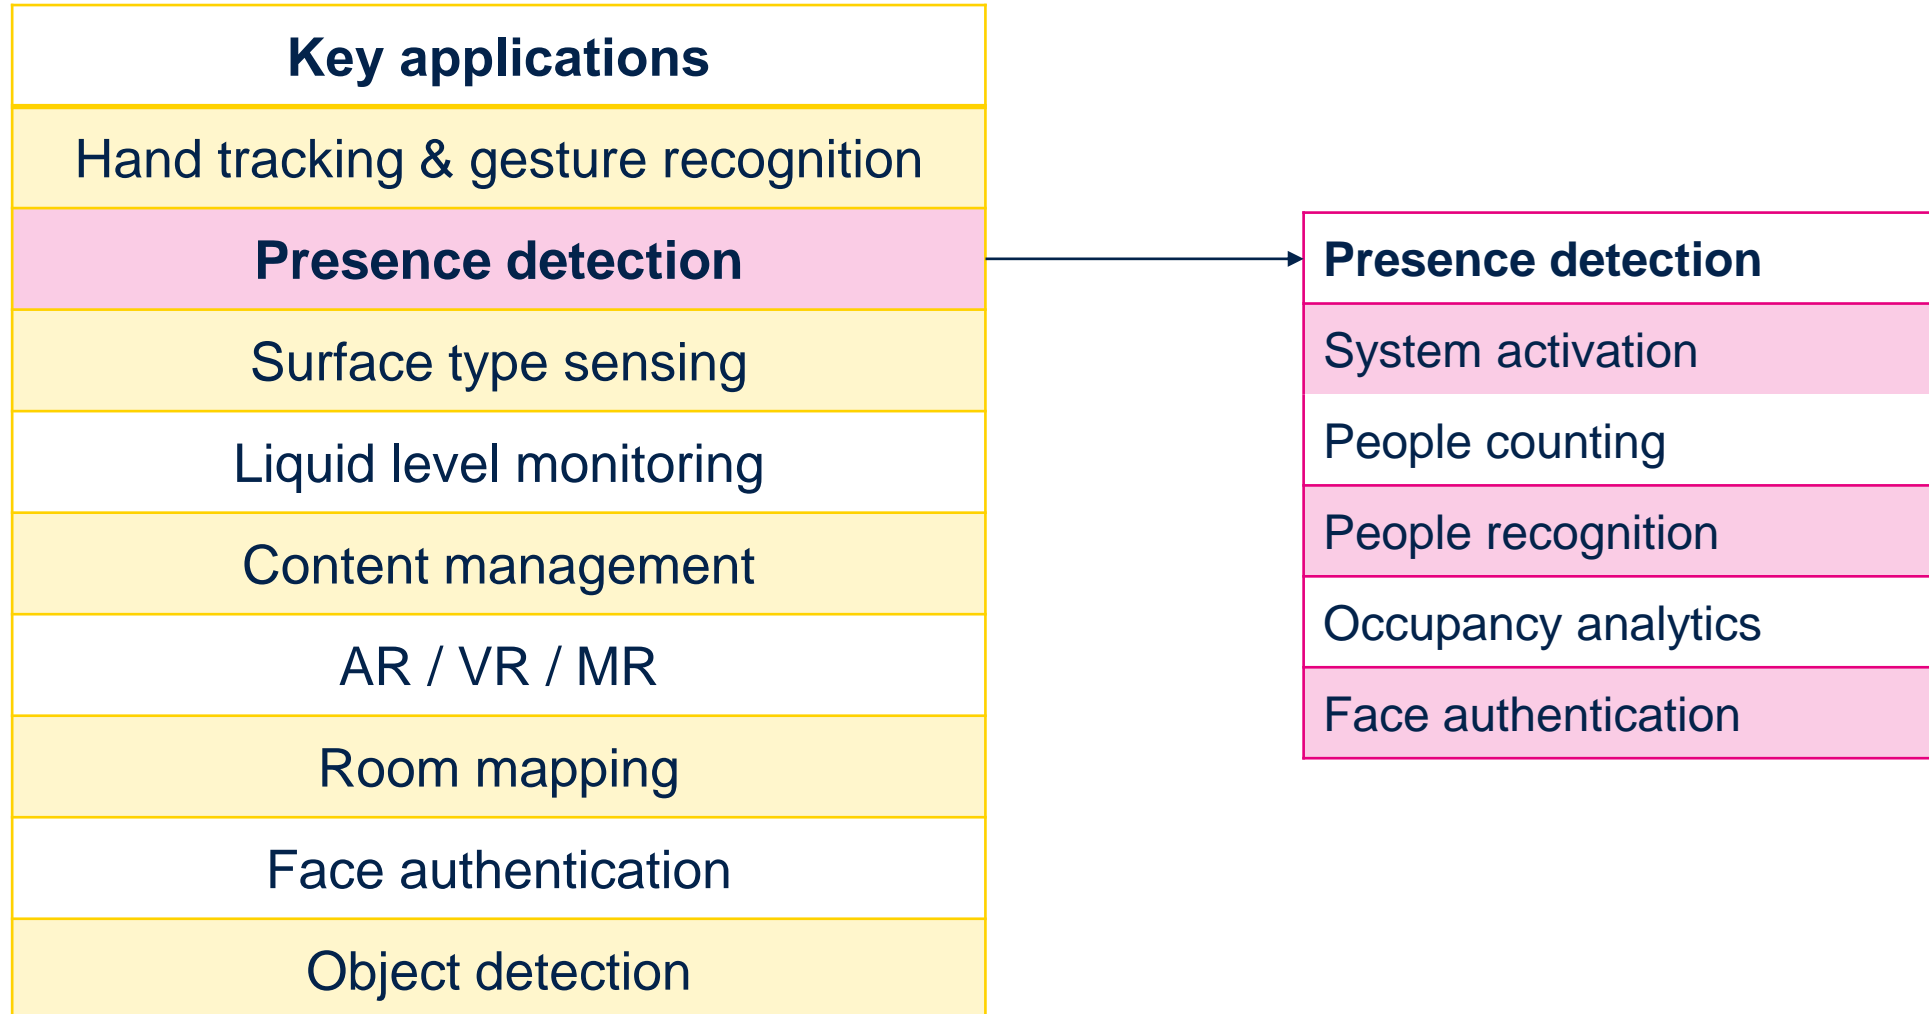 Key applications
Hand tracking & gesture recognition
Presence detection
Surface type sensing
Liquid level monitoring
Content management
AR / VR / MR
Room mapping
Face authentication
Object detection
Presence detection
System activation
People counting
People recognition
Occupancy analytics
Face authentication